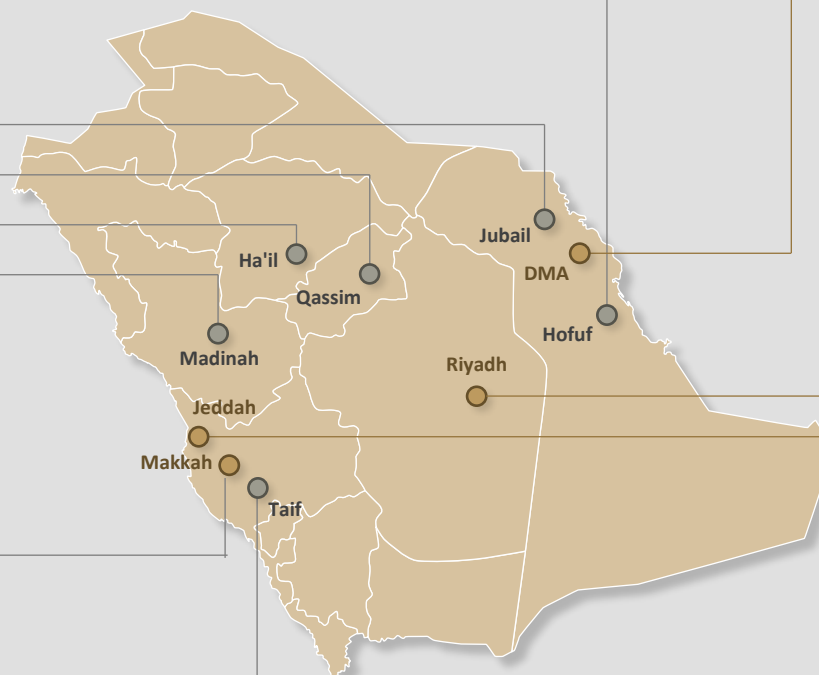 Jubail
Ha'il
DMA
Qassim
Hofuf
Madinah
Riyadh
Jeddah
Makkah
Taif